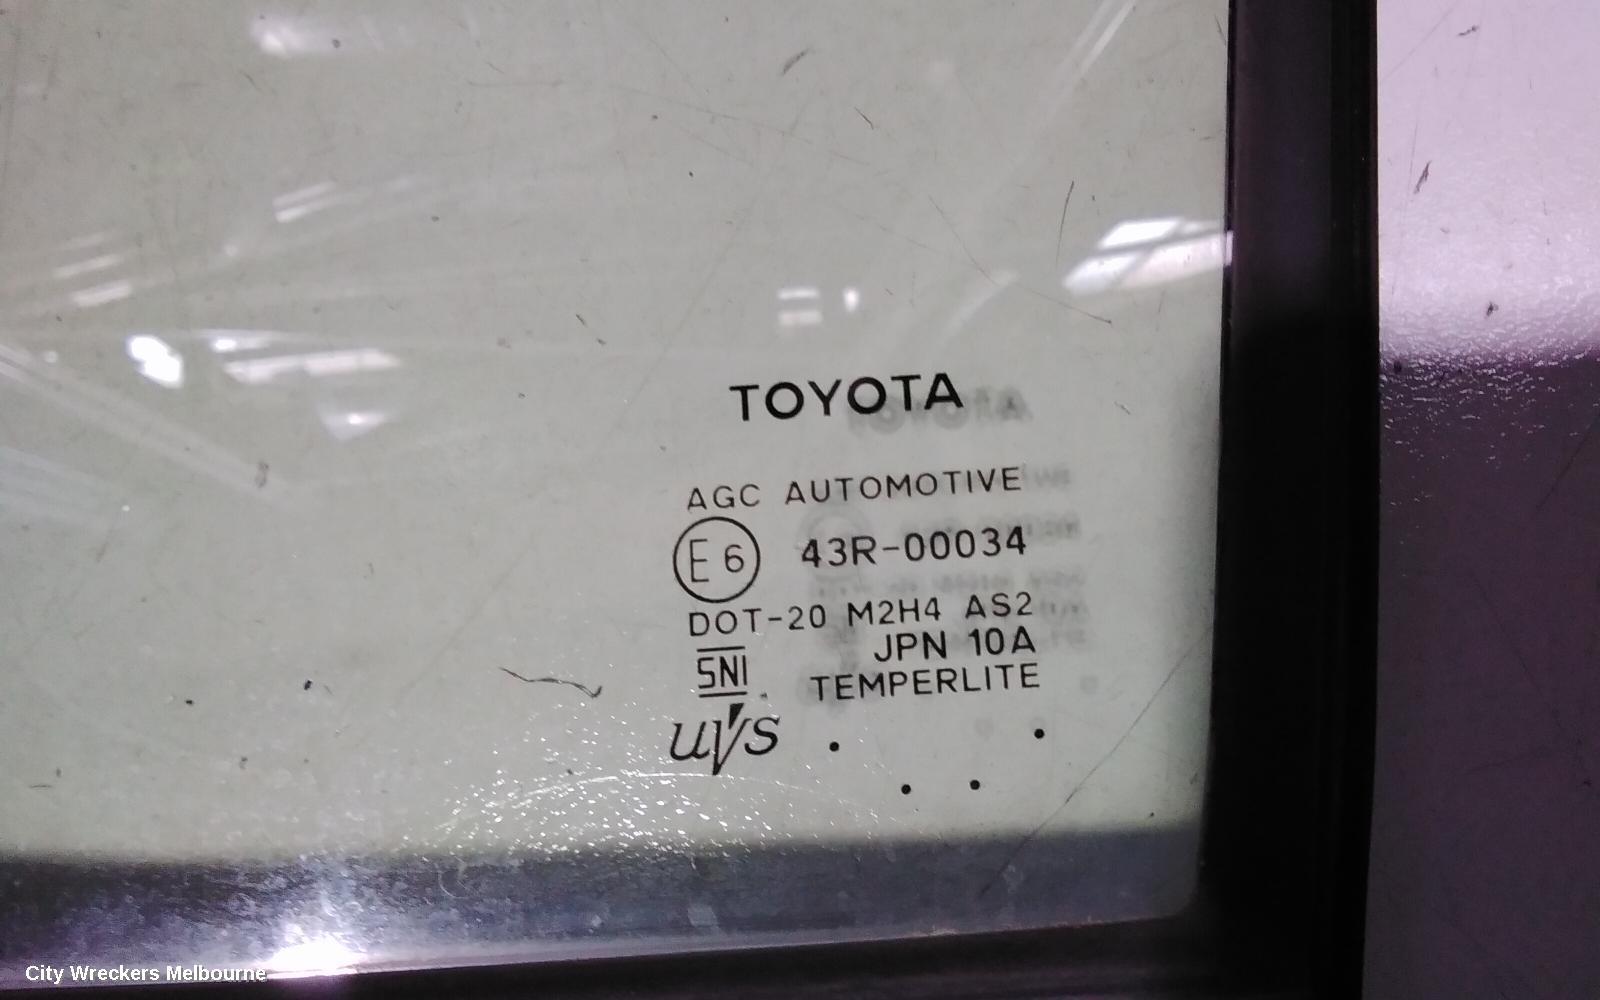 TOYOTA
AGC AUTOMOTIVE
E6 43R-00034
DOT-20 M2H4 AS2
JPN 10A
SNI TEMPERLITE
uvs
City Wreckers Melbourne